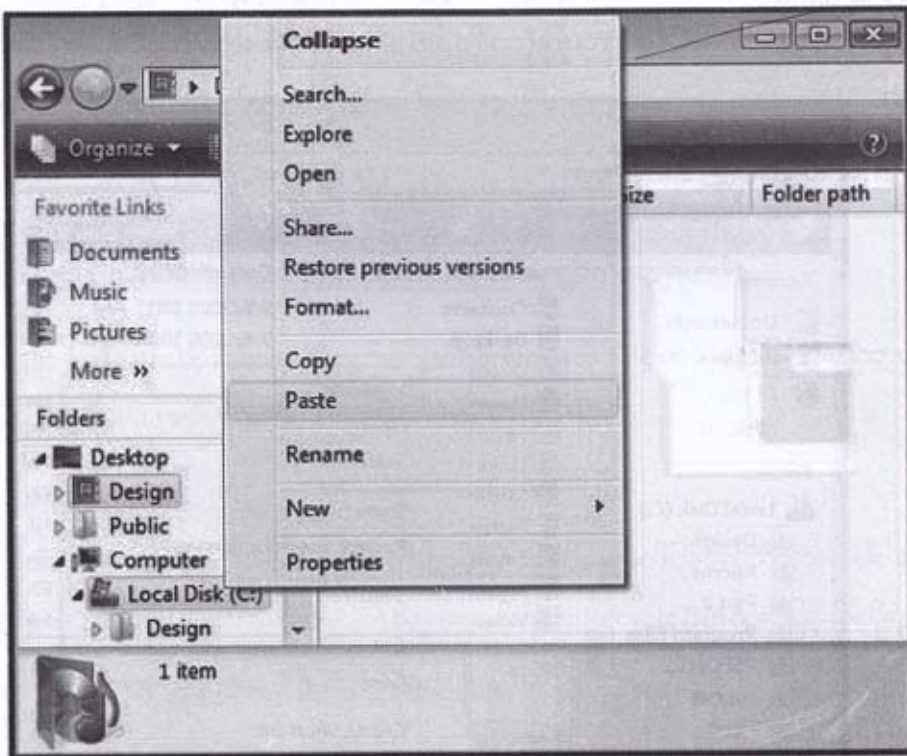 Collapse
Search...
Explore
Open
Share...
Restore previous versions
Format...
Copy
Paste
Rename
New
Properties
Organize
Size
Folder path
Favorite Links
Documents
Music
Pictures
More »
Folders
Desktop
Design
Public
Computer
Local Disk (C:)
Design
1 item